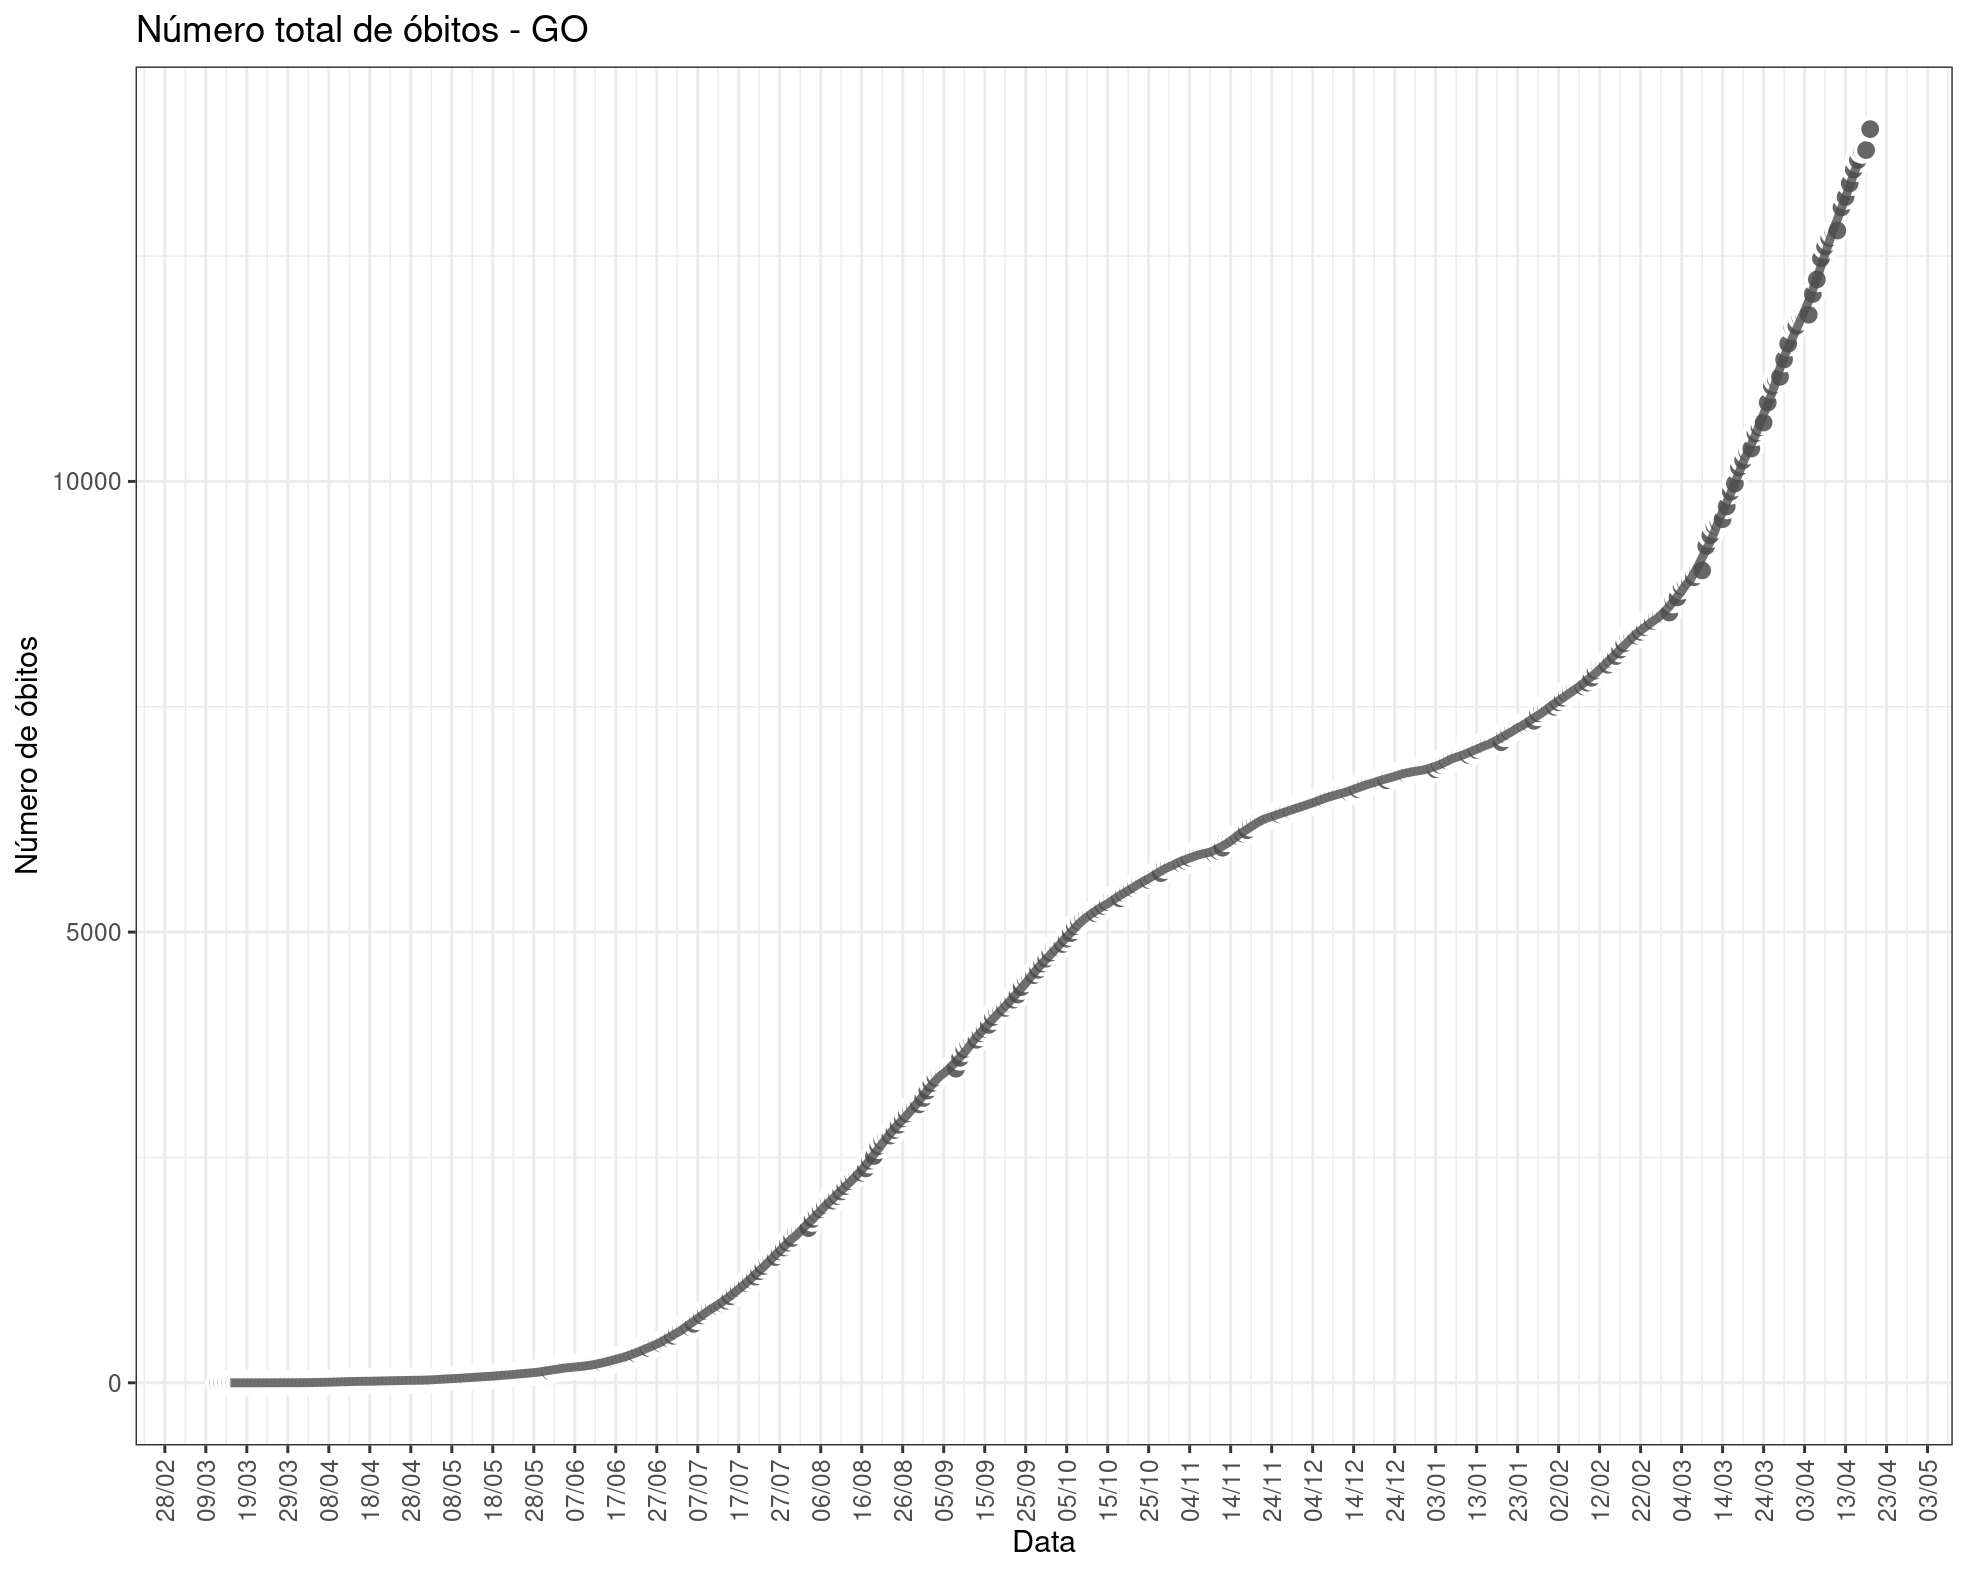 Número total de óbitos - GO
Número de óbitos
10000
5000
0
28/02 09/03 19/03 29/03 08/04 18/04 28/04 08/05 18/05 28/05 07/06 17/06 27/06 07/07 17/07 27/07 06/08 16/08 26/08 05/09 15/09 25/09 05/10 15/10 25/10 04/11 14/11 24/11 04/12 14/12 24/12 03/01 13/01 23/01 02/02 12/02 22/02 04/03 14/03 24/03 03/04 13/04 23/04 03/05
Data